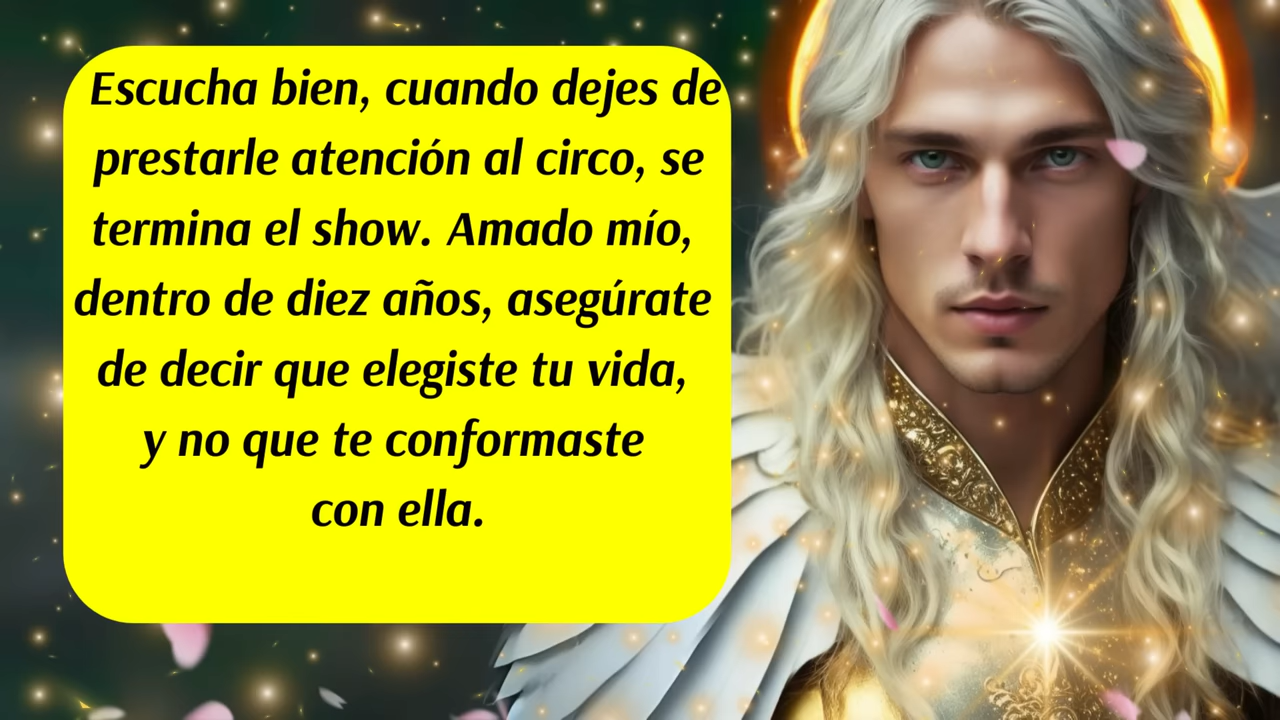 Escucha bien, cuando dejes de
prestarle atención al circo, se
termina el show. Amado mío,
dentro de diez años, asegúrate
de decir que elegiste tu vida,
y no que te conformaste
con ella.